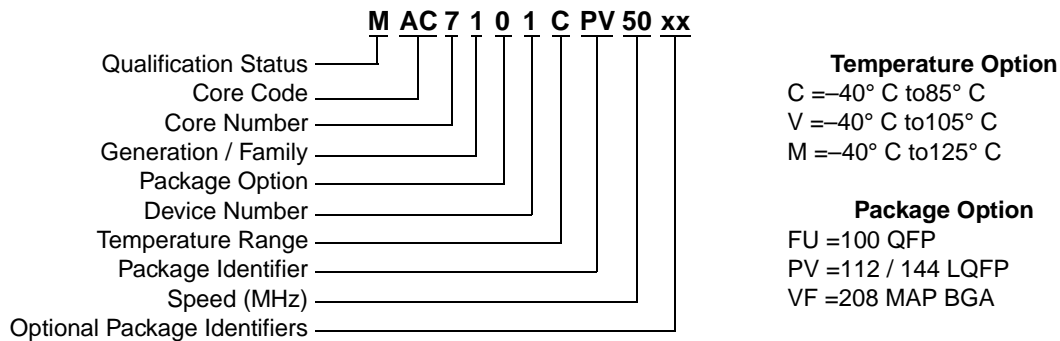 M AC 7 1 0 1 C PV 50 xx
Qualification Status
Core Code
Core Number
Generation / Family
Package Option
Device Number
Temperature Range
Package Identifier
Speed (MHz)
Optional Package Identifiers
Temperature Option
C =–40° C to85° C
V =–40° C to105° C
M =–40° C to125° C
Package Option
FU =100 QFP
PV =112 / 144 LQFP
VF =208 MAP BGA